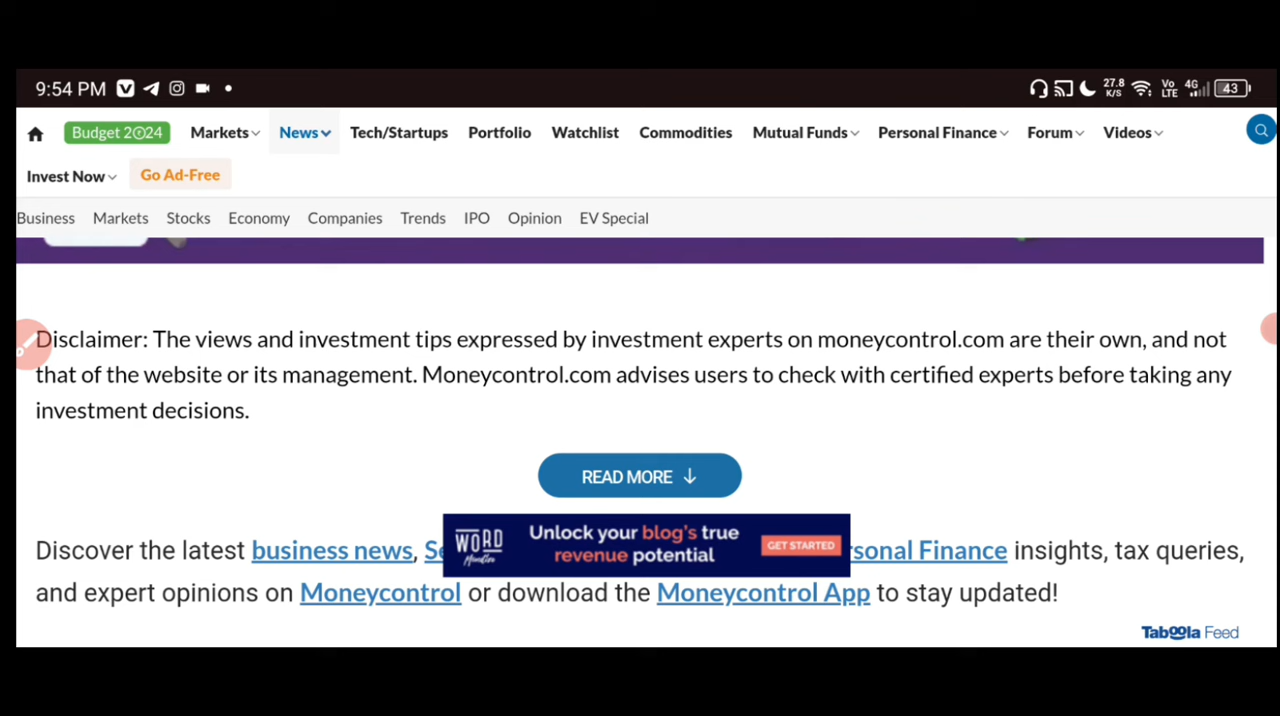 9:54 PM 27.8 K/S Vo LTE 4G 43
Budget 2024 Markets News Tech/Startups Portfolio Watchlist Commodities Mutual Funds Personal Finance Forum Videos
Invest Now Go Ad-Free
Business Markets Stocks Economy Companies Trends IPO Opinion EV Special
Disclaimer: The views and investment tips expressed by investment experts on moneycontrol.com are their own, and not
that of the website or its management. Moneycontrol.com advises users to check with certified experts before taking any
investment decisions.
READ MORE ↓
WORD Unlock your blog's true
revenue potential GET STARTED
Discover the latest business news, Finance insights, tax queries,
and expert opinions on Moneycontrol or download the Moneycontrol App to stay updated!
Taboola Feed